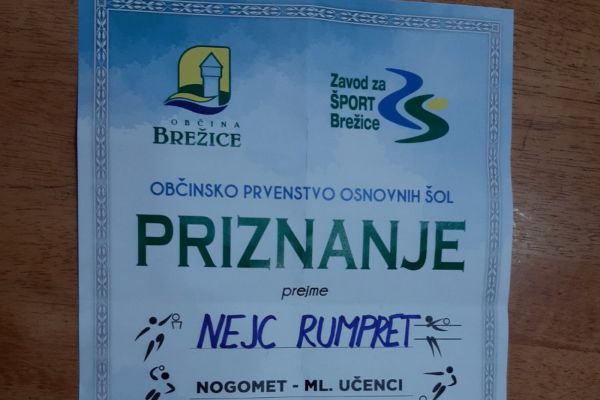 OBČINA
BREŽICE
Zavod za
ŠPORT
Brežice
OBČINSKO PRVENSTVO OSNOVNIH ŠOL
PRIZNANJE
prejme
NEJC RUMPRET
NOGOMET - ML. UČENCI